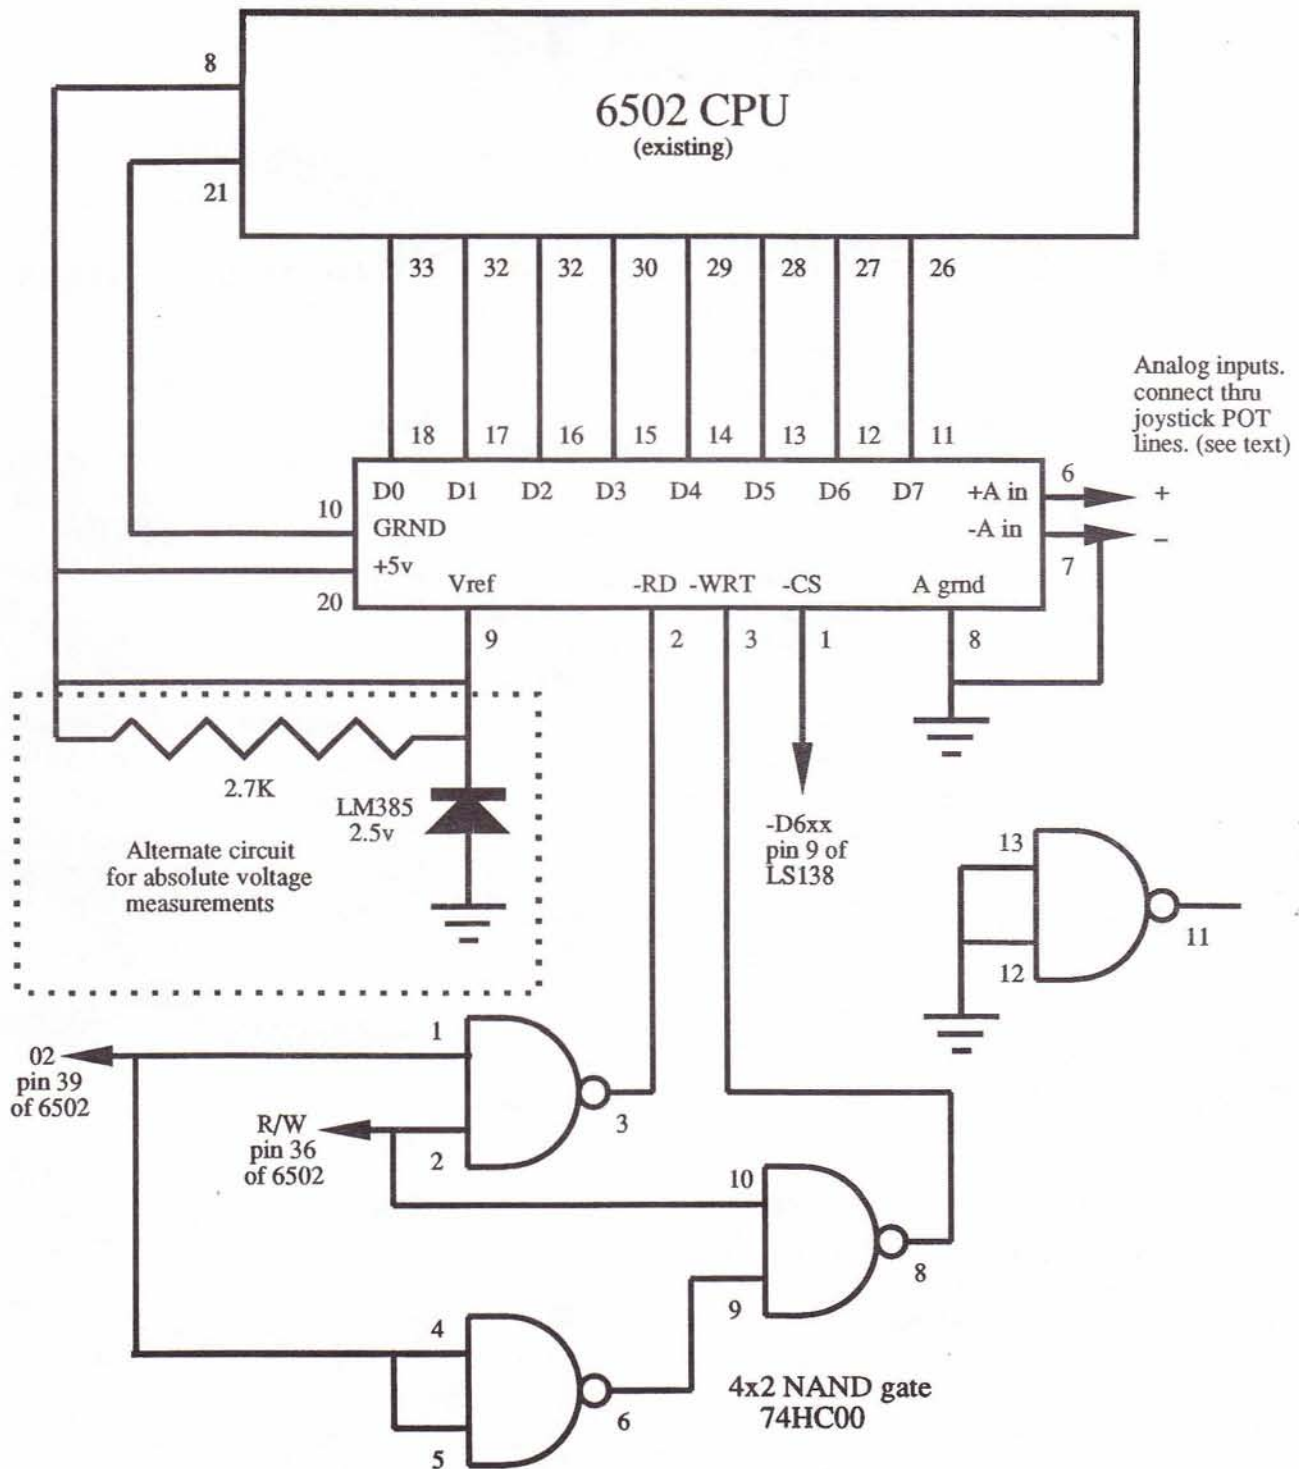 8
6502 CPU
(existing)
21
33 32 32 30 29 28 27 26
Analog inputs.
connect thru
joystick POT
lines. (see text)
18 17 16 15 14 13 12 11
6
D0 D1 D2 D3 D4 D5 D6 D7 +A in
+
10
GRND
-A in
–
+5v
7
Vref -RD -WRT -CS A grnd
20
9 2 3 1 8
2.7K
LM385
2.5v
-D6xx
pin 9 of
LS138
Alternate circuit
for absolute voltage
measurements
13
11
12
1
02
pin 39
of 6502
3
R/W
pin 36
of 6502
2
10
8
9
4
4x2 NAND gate
74HC00
6
5